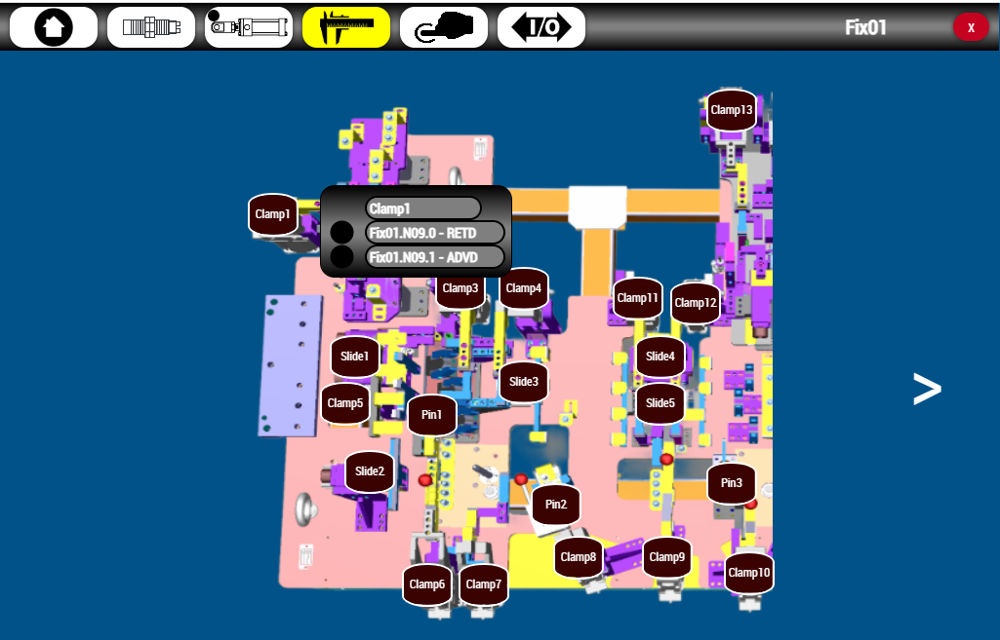 I/O
Fix01
x
Clamp13
Clamp1
Clamp1
Fix01.N09.0 - RETD
Fix01.N09.1 - ADVD
Clamp3
Clamp4
Clamp11
Clamp12
Slide1
Slide4
Slide3
Clamp5
Slide5
Pin1
>
Slide2
Pin3
Pin2
Clamp8
Clamp9
Clamp10
Clamp6
Clamp7